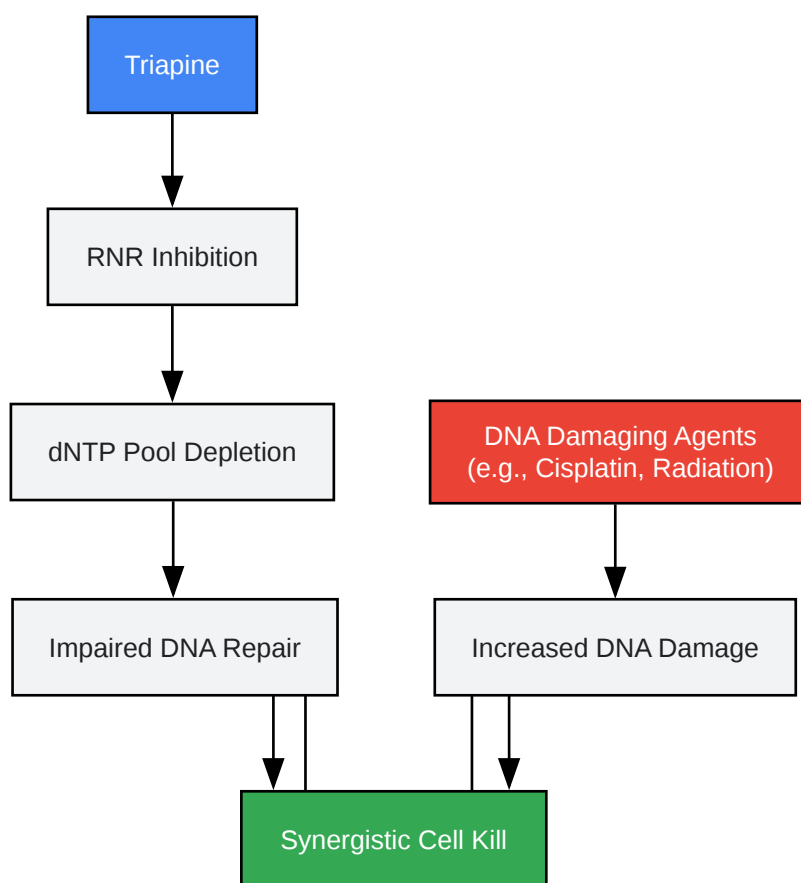 Triapine
RNR Inhibition
dNTP Pool Depletion
DNA Damaging Agents
(e.g., Cisplatin, Radiation)
Impaired DNA Repair
Increased DNA Damage
Synergistic Cell Kill